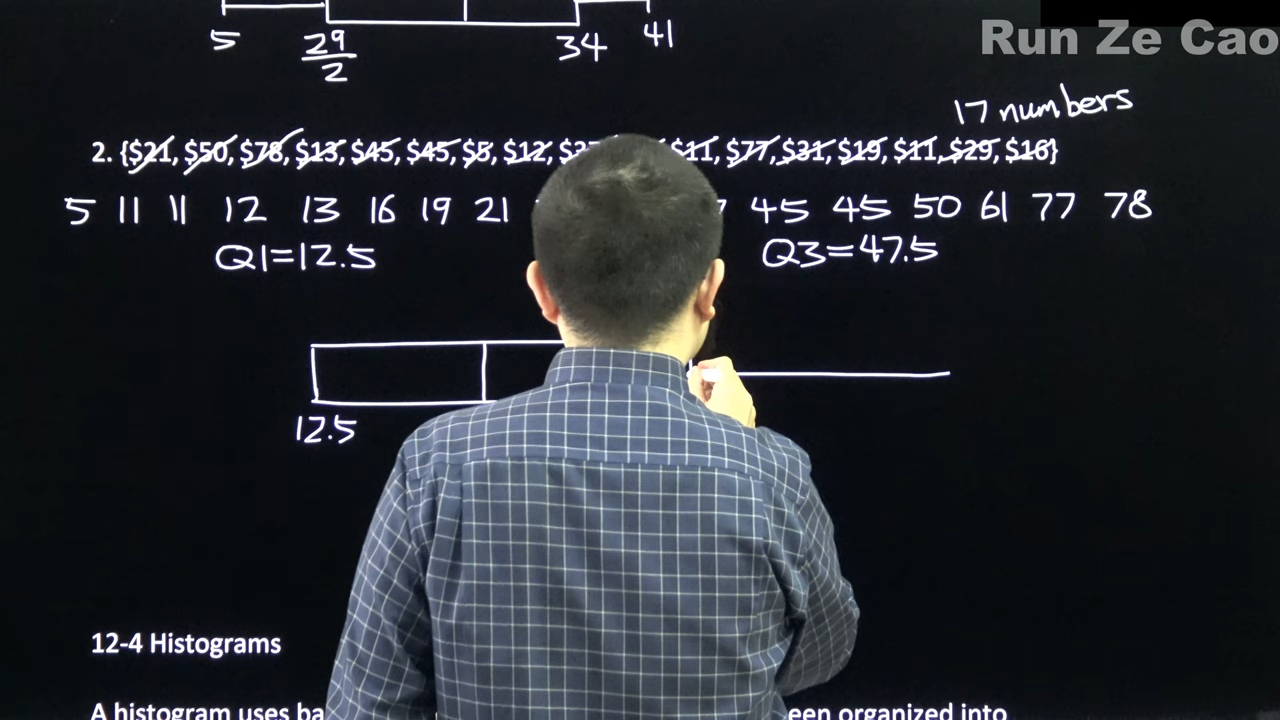 Run Ze Cao
5 29/2 34 41
17 numbers
2. {$21, $50, $78, $13, $45, $45, $5, $12, $11, $77, $31, $19, $11, $29, $16}
5 11 11 12 13 16 19 21 45 45 50 61 77 78
Q1=12.5 Q3=47.5
12.5
12-4 Histograms
A histogram uses een organized into